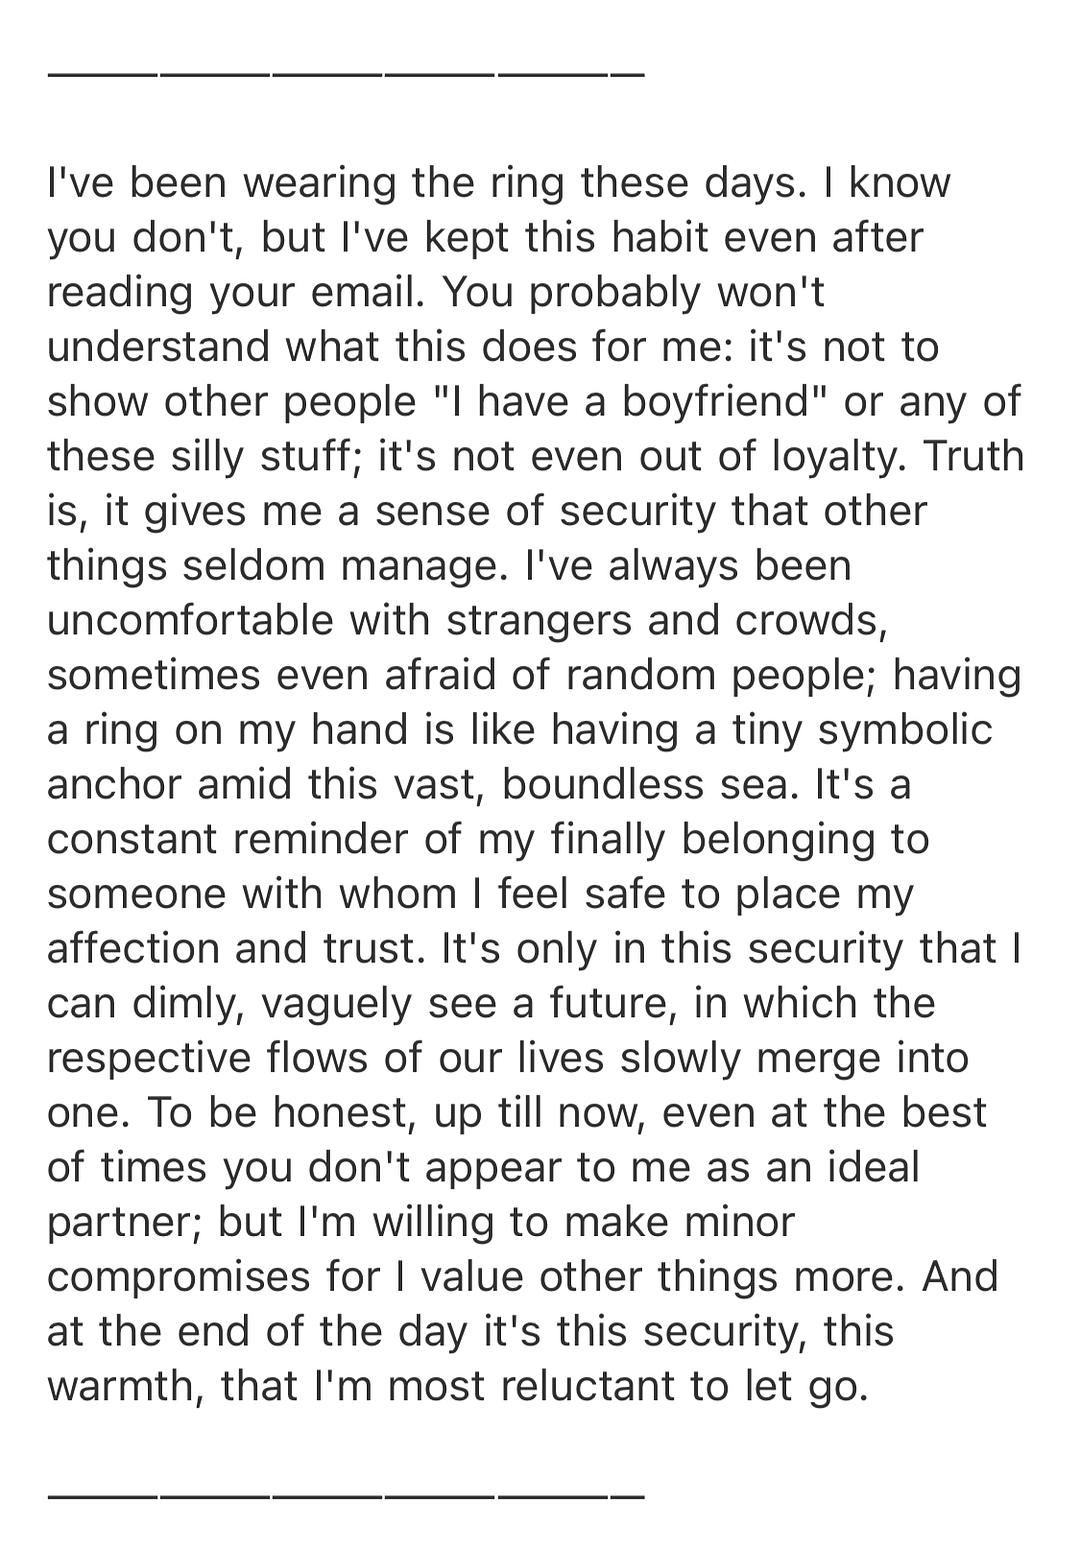 I've been wearing the ring these days. I know
you don't, but I've kept this habit even after
reading your email. You probably won't
understand what this does for me: it's not to
show other people "I have a boyfriend" or any of
these silly stuff; it's not even out of loyalty. Truth
is, it gives me a sense of security that other
things seldom manage. I've always been
uncomfortable with strangers and crowds,
sometimes even afraid of random people; having
a ring on my hand is like having a tiny symbolic
anchor amid this vast, boundless sea. It's a
constant reminder of my finally belonging to
someone with whom I feel safe to place my
affection and trust. It's only in this security that I
can dimly, vaguely see a future, in which the
respective flows of our lives slowly merge into
one. To be honest, up till now, even at the best
of times you don't appear to me as an ideal
partner; but I'm willing to make minor
compromises for I value other things more. And
at the end of the day it's this security, this
warmth, that I'm most reluctant to let go.